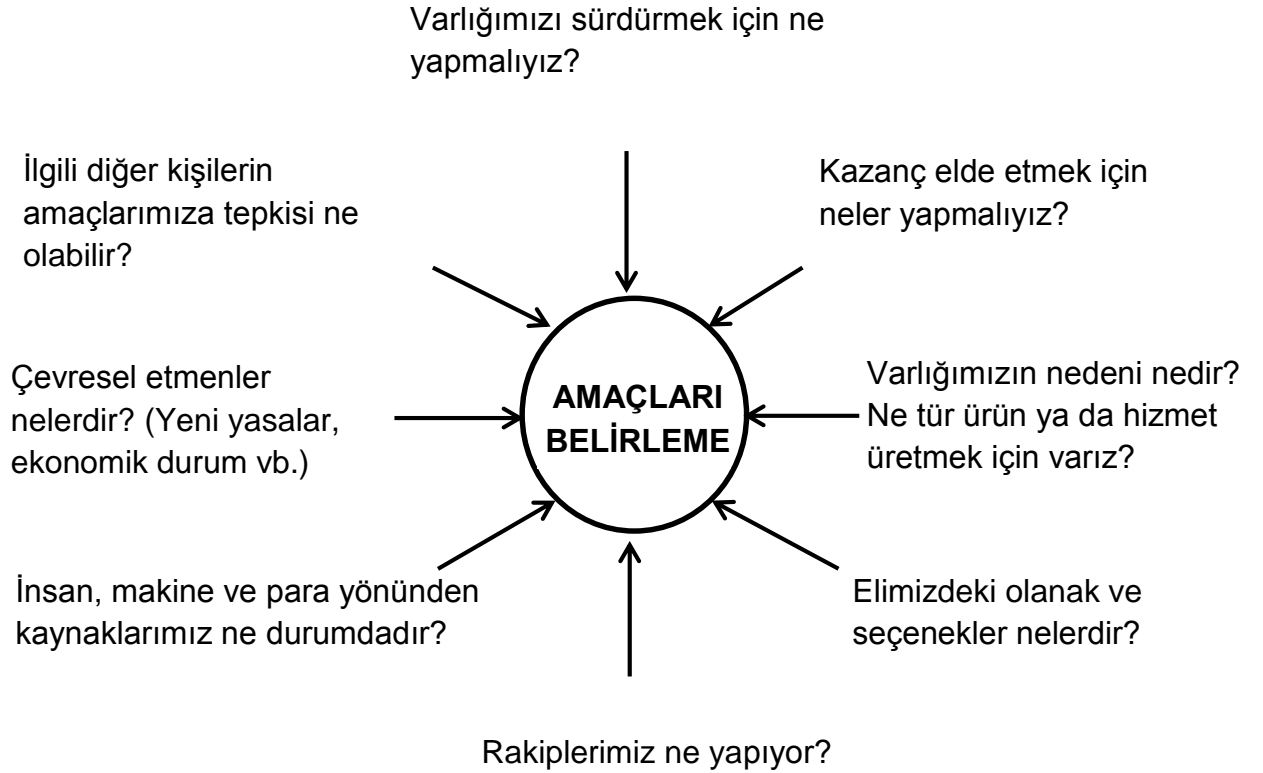 Varlığımızı sürdürmek için ne
yapmalıyız?
İlgili diğer kişilerin
amaçlarımıza tepkisi ne
olabilir?
Kazanç elde etmek için
neler yapmalıyız?
Çevresel etmenler
nelerdir? (Yeni yasalar,
ekonomik durum vb.)
AMAÇLARI
BELİRLEME
Varlığımızın nedeni nedir?
Ne tür ürün ya da hizmet
üretmek için varız?
İnsan, makine ve para yönünden
kaynaklarımız ne durumdadır?
Elimizdeki olanak ve
seçenekler nelerdir?
Rakiplerimiz ne yapıyor?